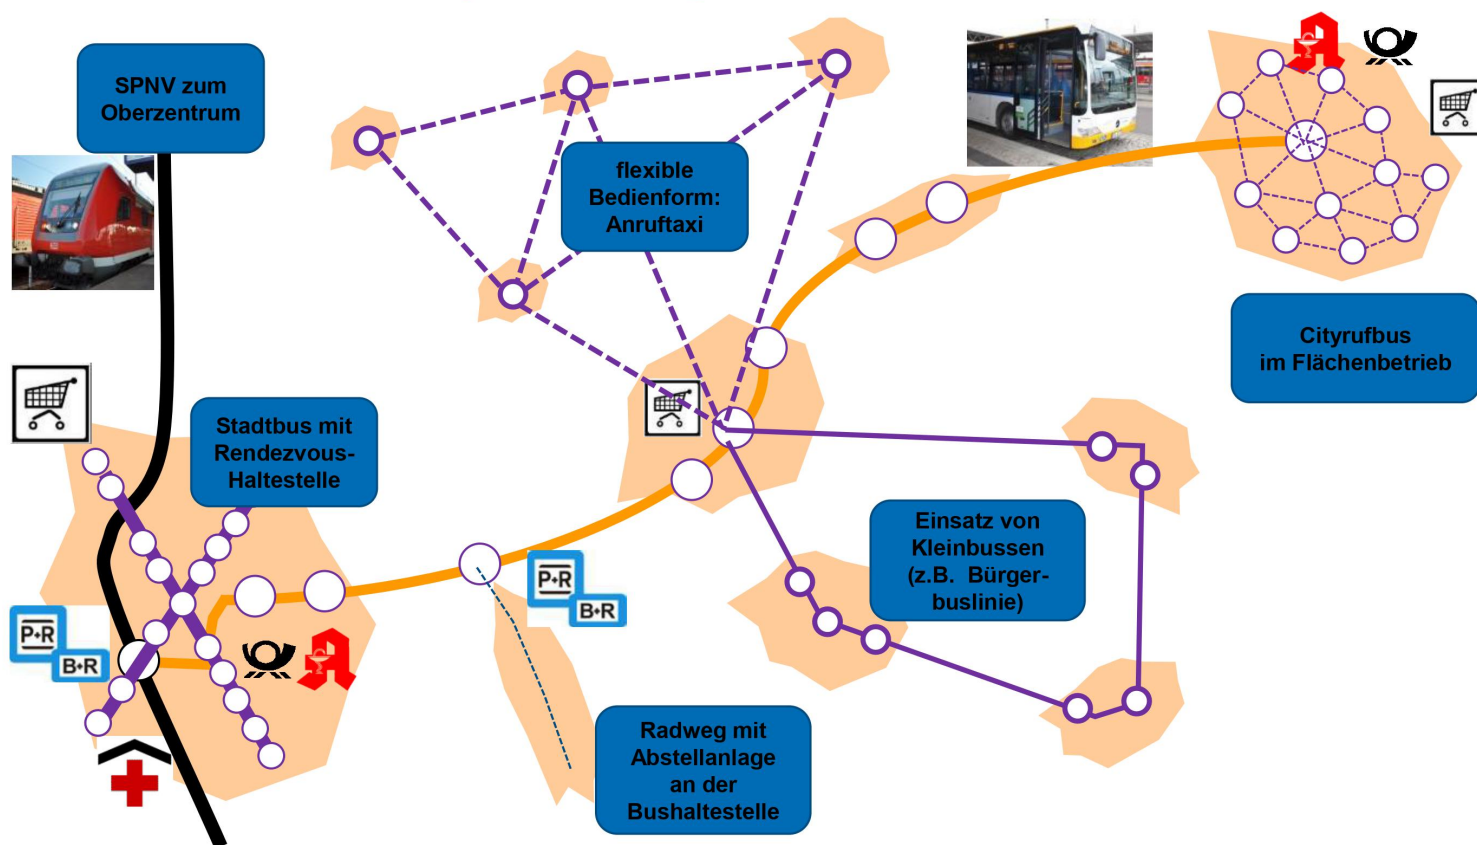 SPNV zum
Oberzentrum
flexible
Bedienform:
Anruftaxi
Cityrufbus
im Flächenbetrieb
Stadtbus mit
Rendezvous-
Haltestelle
Einsatz von
Kleinbussen
(z.B. Bürger-
buslinie)
P+R
B+R
P+R
B+R
Radweg mit
Abstellanlage
an der
Bushaltestelle